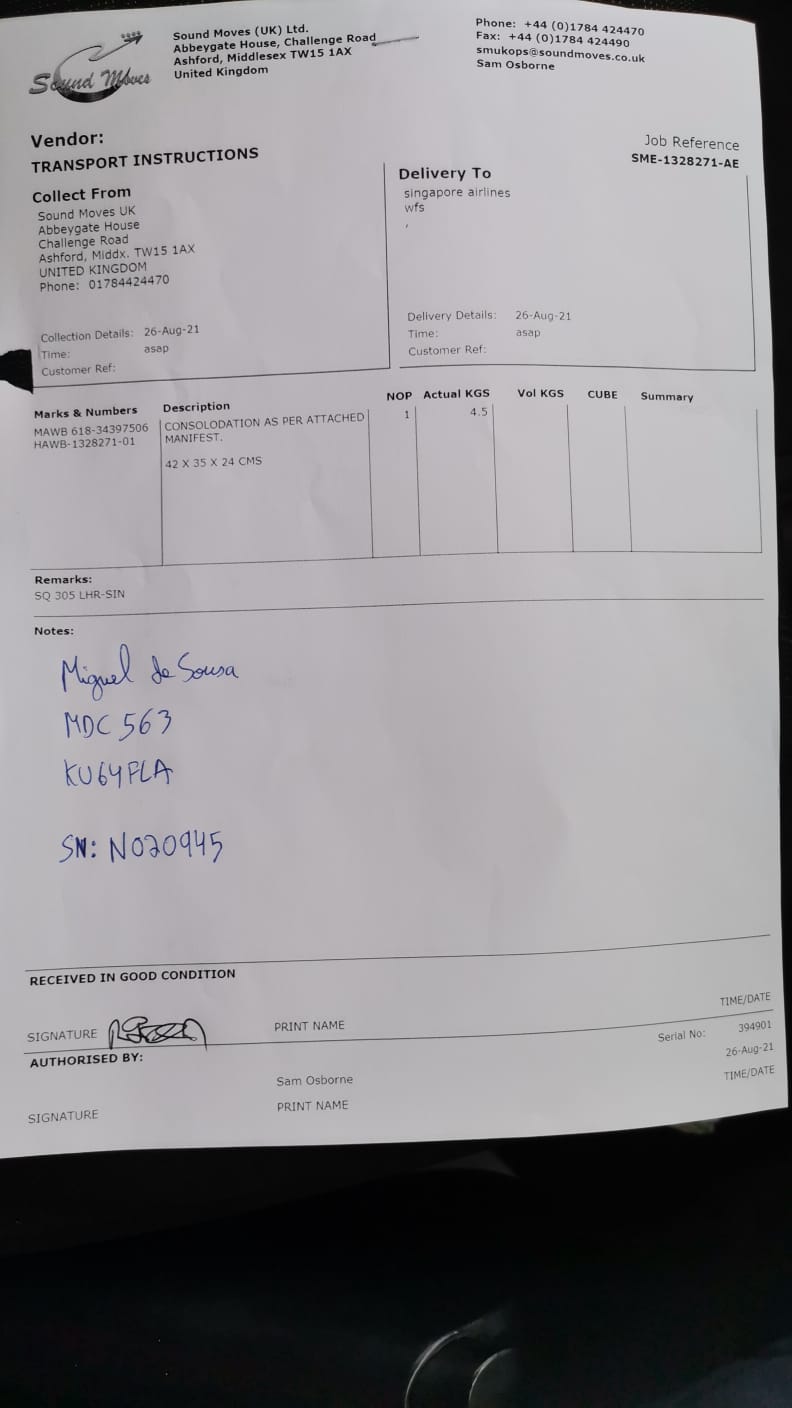 Sound Moves
Sound Moves (UK) Ltd.
Abbeygate House, Challenge Road
Ashford, Middlesex TW15 1AX
United Kingdom
Phone: +44 (0)1784 424470
Fax: +44 (0)1784 424490
smukops@soundmoves.co.uk
Sam Osborne
Vendor:
TRANSPORT INSTRUCTIONS
Job Reference
SME-1328271-AE
Collect From
Sound Moves UK
Abbeygate House
Challenge Road
Ashford, Middx. TW15 1AX
UNITED KINGDOM
Phone: 01784424470
Collection Details: 26-Aug-21
Time: asap
Customer Ref:
Delivery To
singapore airlines
wfs
,
Delivery Details: 26-Aug-21
Time: asap
Customer Ref:
Marks & Numbers Description NOP Actual KGS Vol KGS CUBE Summary
MAWB 618-34397506 CONSOLODATION AS PER ATTACHED 1 4.5
HAWB-1328271-01 MANIFEST.
42 X 35 X 24 CMS
Remarks:
SQ 305 LHR-SIN
Notes:
Miguel de Sousa
MDC 563
KU64FLA
SN: N020945
RECEIVED IN GOOD CONDITION
SIGNATURE PRINT NAME TIME/DATE
AUTHORISED BY: Serial No: 394901
Sam Osborne 26-Aug-21
SIGNATURE PRINT NAME TIME/DATE